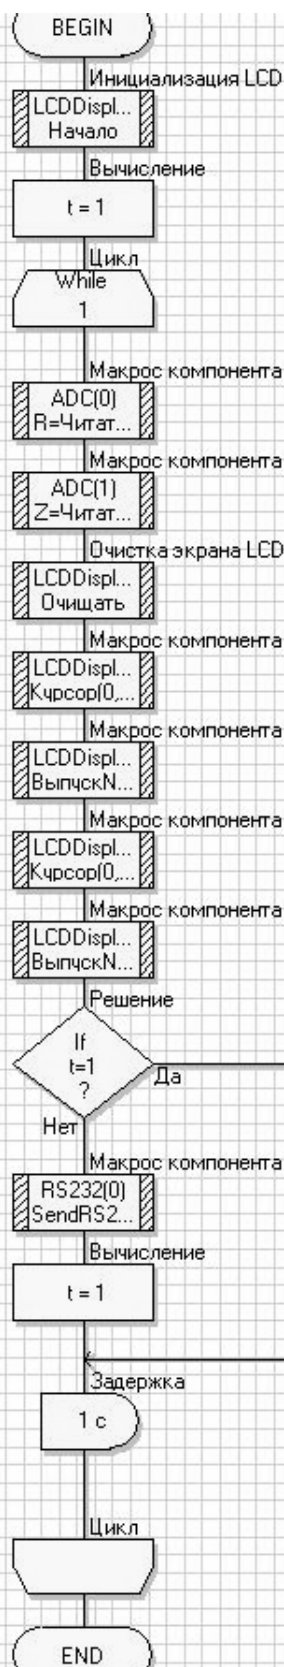 BEGIN
Инициализация LCD
LCDDispl...
Начало
Вычисление
t = 1
Цикл
While
1
Макрос компонента
ADC(0)
R=Читат...
Макрос компонента
ADC(1)
Z=Читат...
Очистка экрана LCD
LCDDispl...
Очищать
Макрос компонента
LCDDispl...
Курсор(0,...
Макрос компонента
LCDDispl...
ВыпускN...
Макрос компонента
LCDDispl...
Курсор(0,...
Макрос компонента
LCDDispl...
ВыпускN...
Решение
If
t=1
?
Да
Нет
Макрос компонента
RS232(0)
SendRS2...
Вычисление
t = 1
Задержка
1 с
Цикл
END